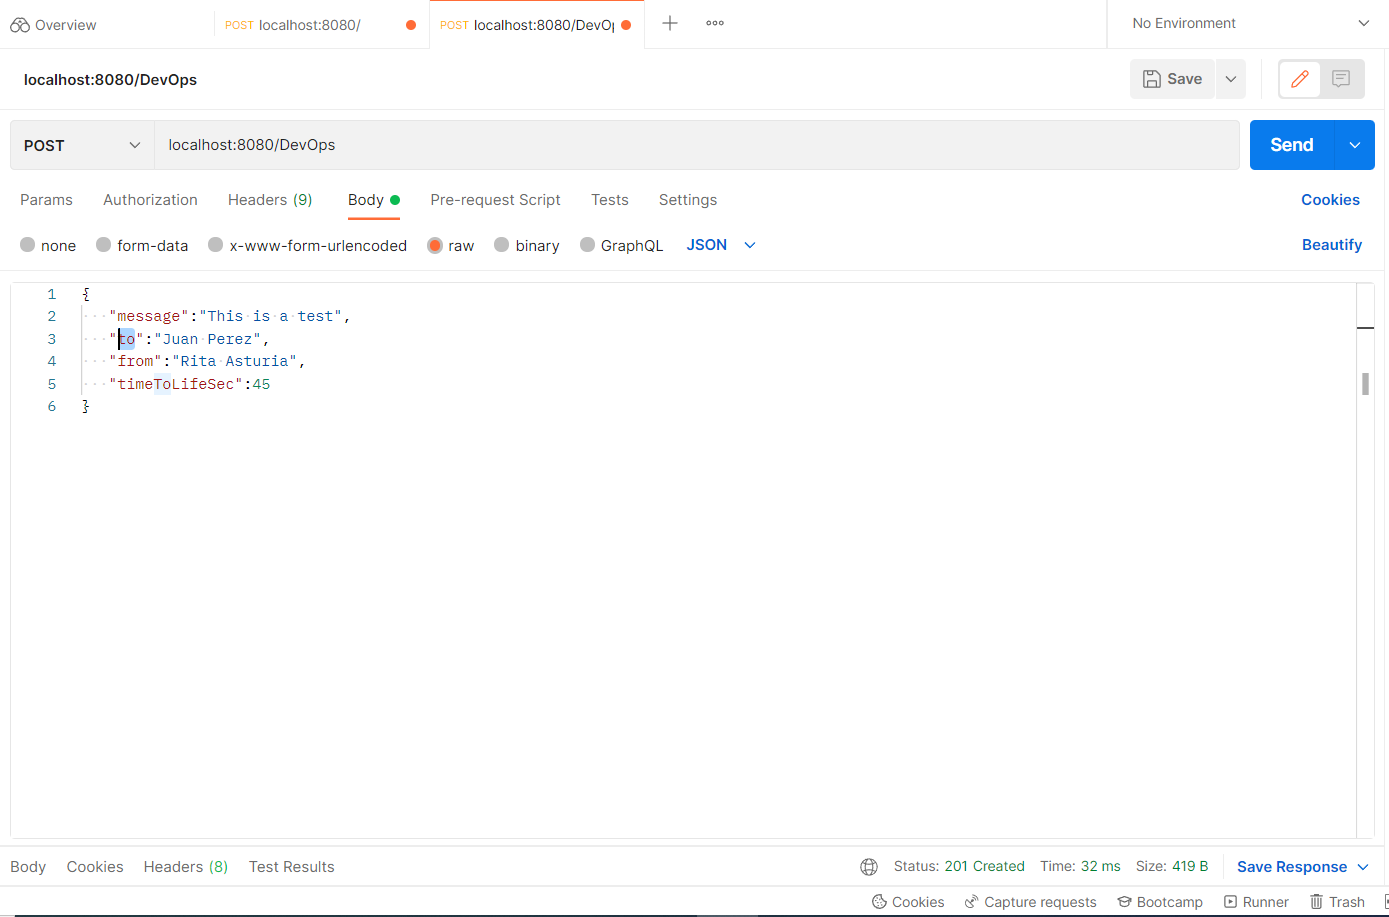 Overview
POST localhost:8080/
POST localhost:8080/DevOp
No Environment
localhost:8080/DevOps
Save
POST
localhost:8080/DevOps
Send
Params Authorization Headers (9) Body Pre-request Script Tests Settings Cookies
none form-data x-www-form-urlencoded raw binary GraphQL JSON Beautify
1 {
2 "message":"This is a test",
3 "to":"Juan Perez",
4 "from":"Rita Asturia",
5 "timeToLifeSec":45
6 }
Body Cookies Headers (8) Test Results Status: 201 Created Time: 32 ms Size: 419 B Save Response
Cookies Capture requests Bootcamp Runner Trash